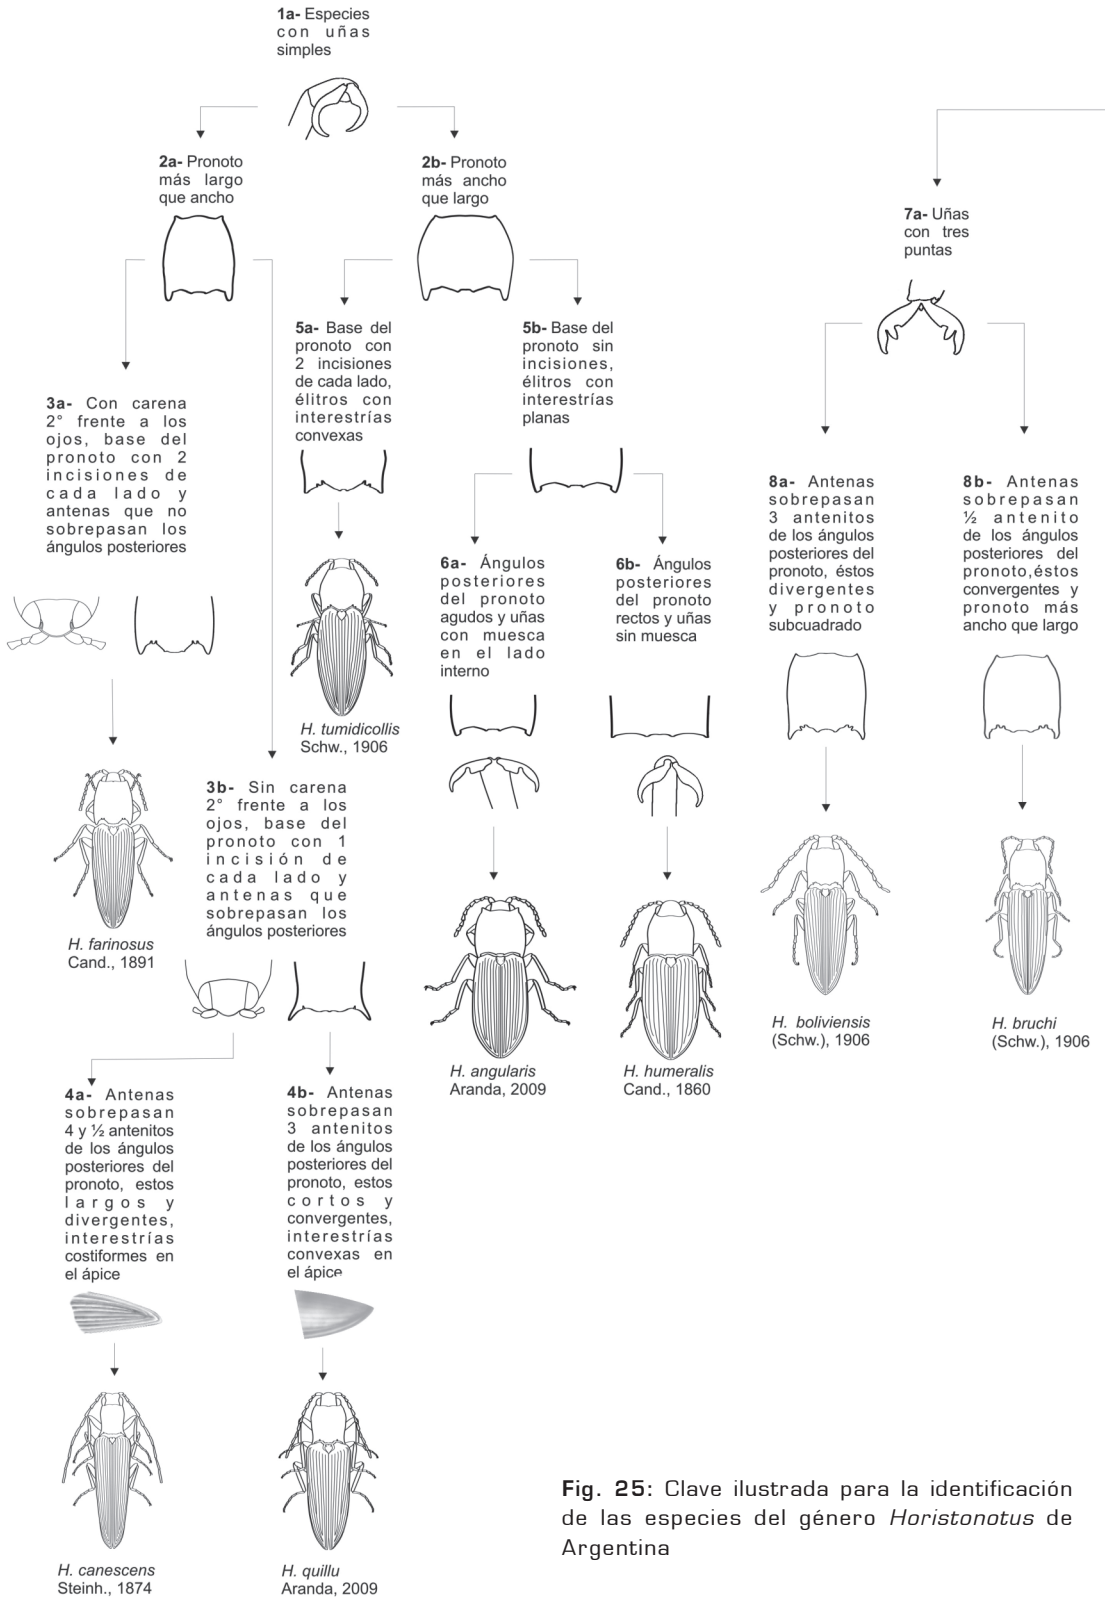 1a- Especies
con uñas
simples
2a- Pronoto
más largo
que ancho
2b- Pronoto
más ancho
que largo
3a- Con carena
2° frente a los
ojos, base del
pronoto con 2
incisiones de
cada lado y
antenas que no
sobrepasan los
ángulos posteriores
H. farinosus
Cand., 1891
3b- Sin carena
2° frente a los
ojos, base del
pronoto con 1
incisión de
cada lado y
antenas que
sobrepasan los
ángulos posteriores
4a- Antenas
sobrepasan
4 y ½ antenitos
de los ángulos
posteriores del
pronoto, estos
largos y
divergentes,
interestrías
costiformes en
el ápice
H. canescens
Steinh., 1874
4b- Antenas
sobrepasan
3 antenitos
de los ángulos
posteriores del
pronoto, estos
cortos y
convergentes,
interestrías
convexas en
el ápice
H. quillu
Aranda, 2009
5a- Base del
pronoto con
2 incisiones
de cada lado,
élitros con
interestrías
convexas
H. tumidicollis
Schw., 1906
5b- Base del
pronoto sin
incisiones,
élitros con
interestrías
planas
6a- Ángulos
posteriores
del pronoto
agudos y uñas
con muesca
en el lado
interno
H. angularis
Aranda, 2009
6b- Ángulos
posteriores
del pronoto
rectos y uñas
sin muesca
H. humeralis
Cand., 1860
7a- Uñas
con tres
puntas
8a- Antenas
sobrepasan
3 antenitos
de los ángulos
posteriores del
pronoto, éstos
divergentes
y pronoto
subcuadrado
H. boliviensis
(Schw.), 1906
8b- Antenas
sobrepasan
½ antenito
de los ángulos
posteriores del
pronoto,éstos
convergentes y
pronoto más
ancho que largo
H. bruchi
(Schw.), 1906
Fig. 25: Clave ilustrada para la identificación
de las especies del género Horistonotus de
Argentina